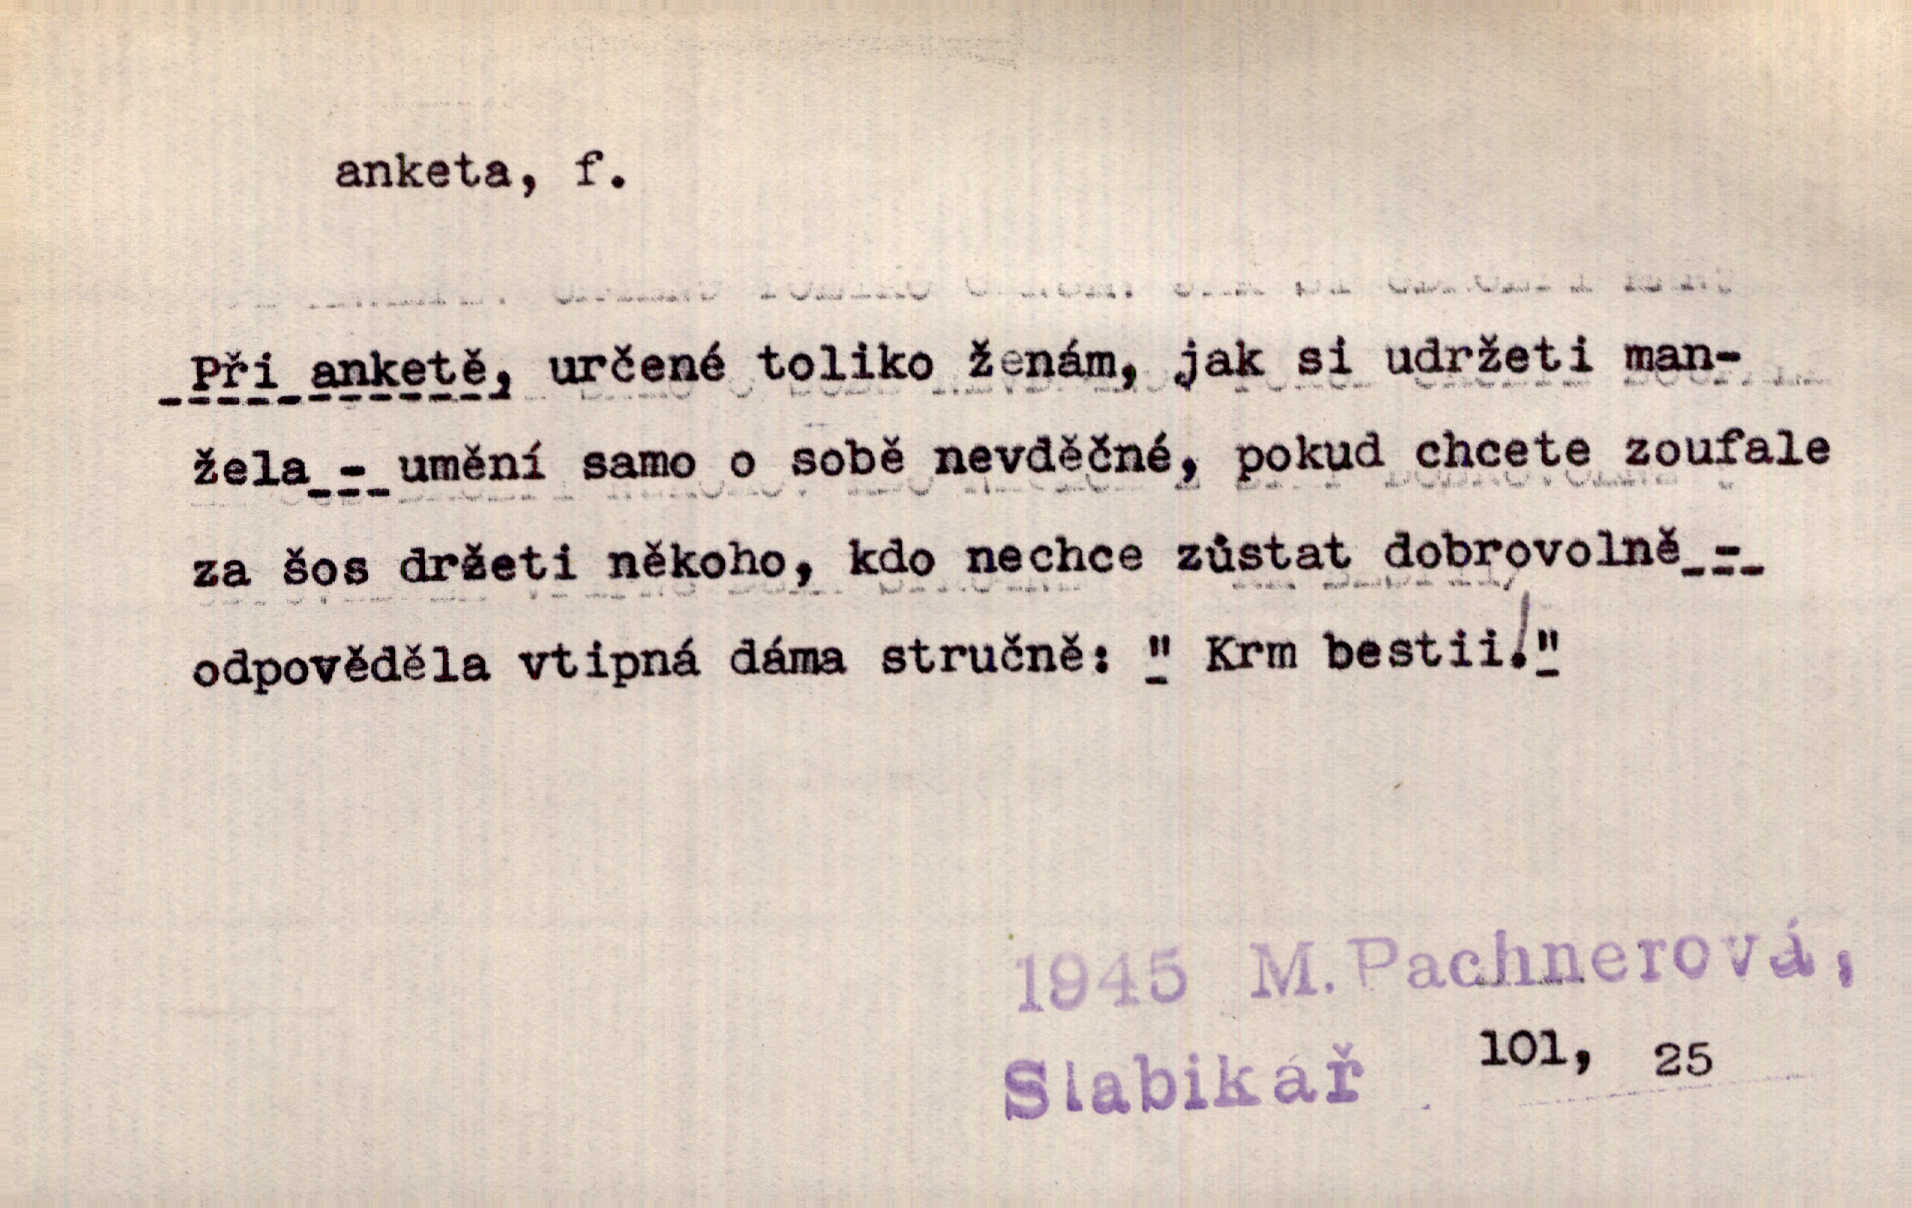 anketa, f.
Při anketě, určené toliko ženám, jak si udržeti man-
žela - umění samo o sobě nevděčné, pokud chcete zoufale
za šos držeti někoho, kdo nechce zůstat dobrovolně -
odpověděla vtipná dáma stručně: " Krm bestii!"
1945 M.Pachnerová,
Slabikář 101, 25